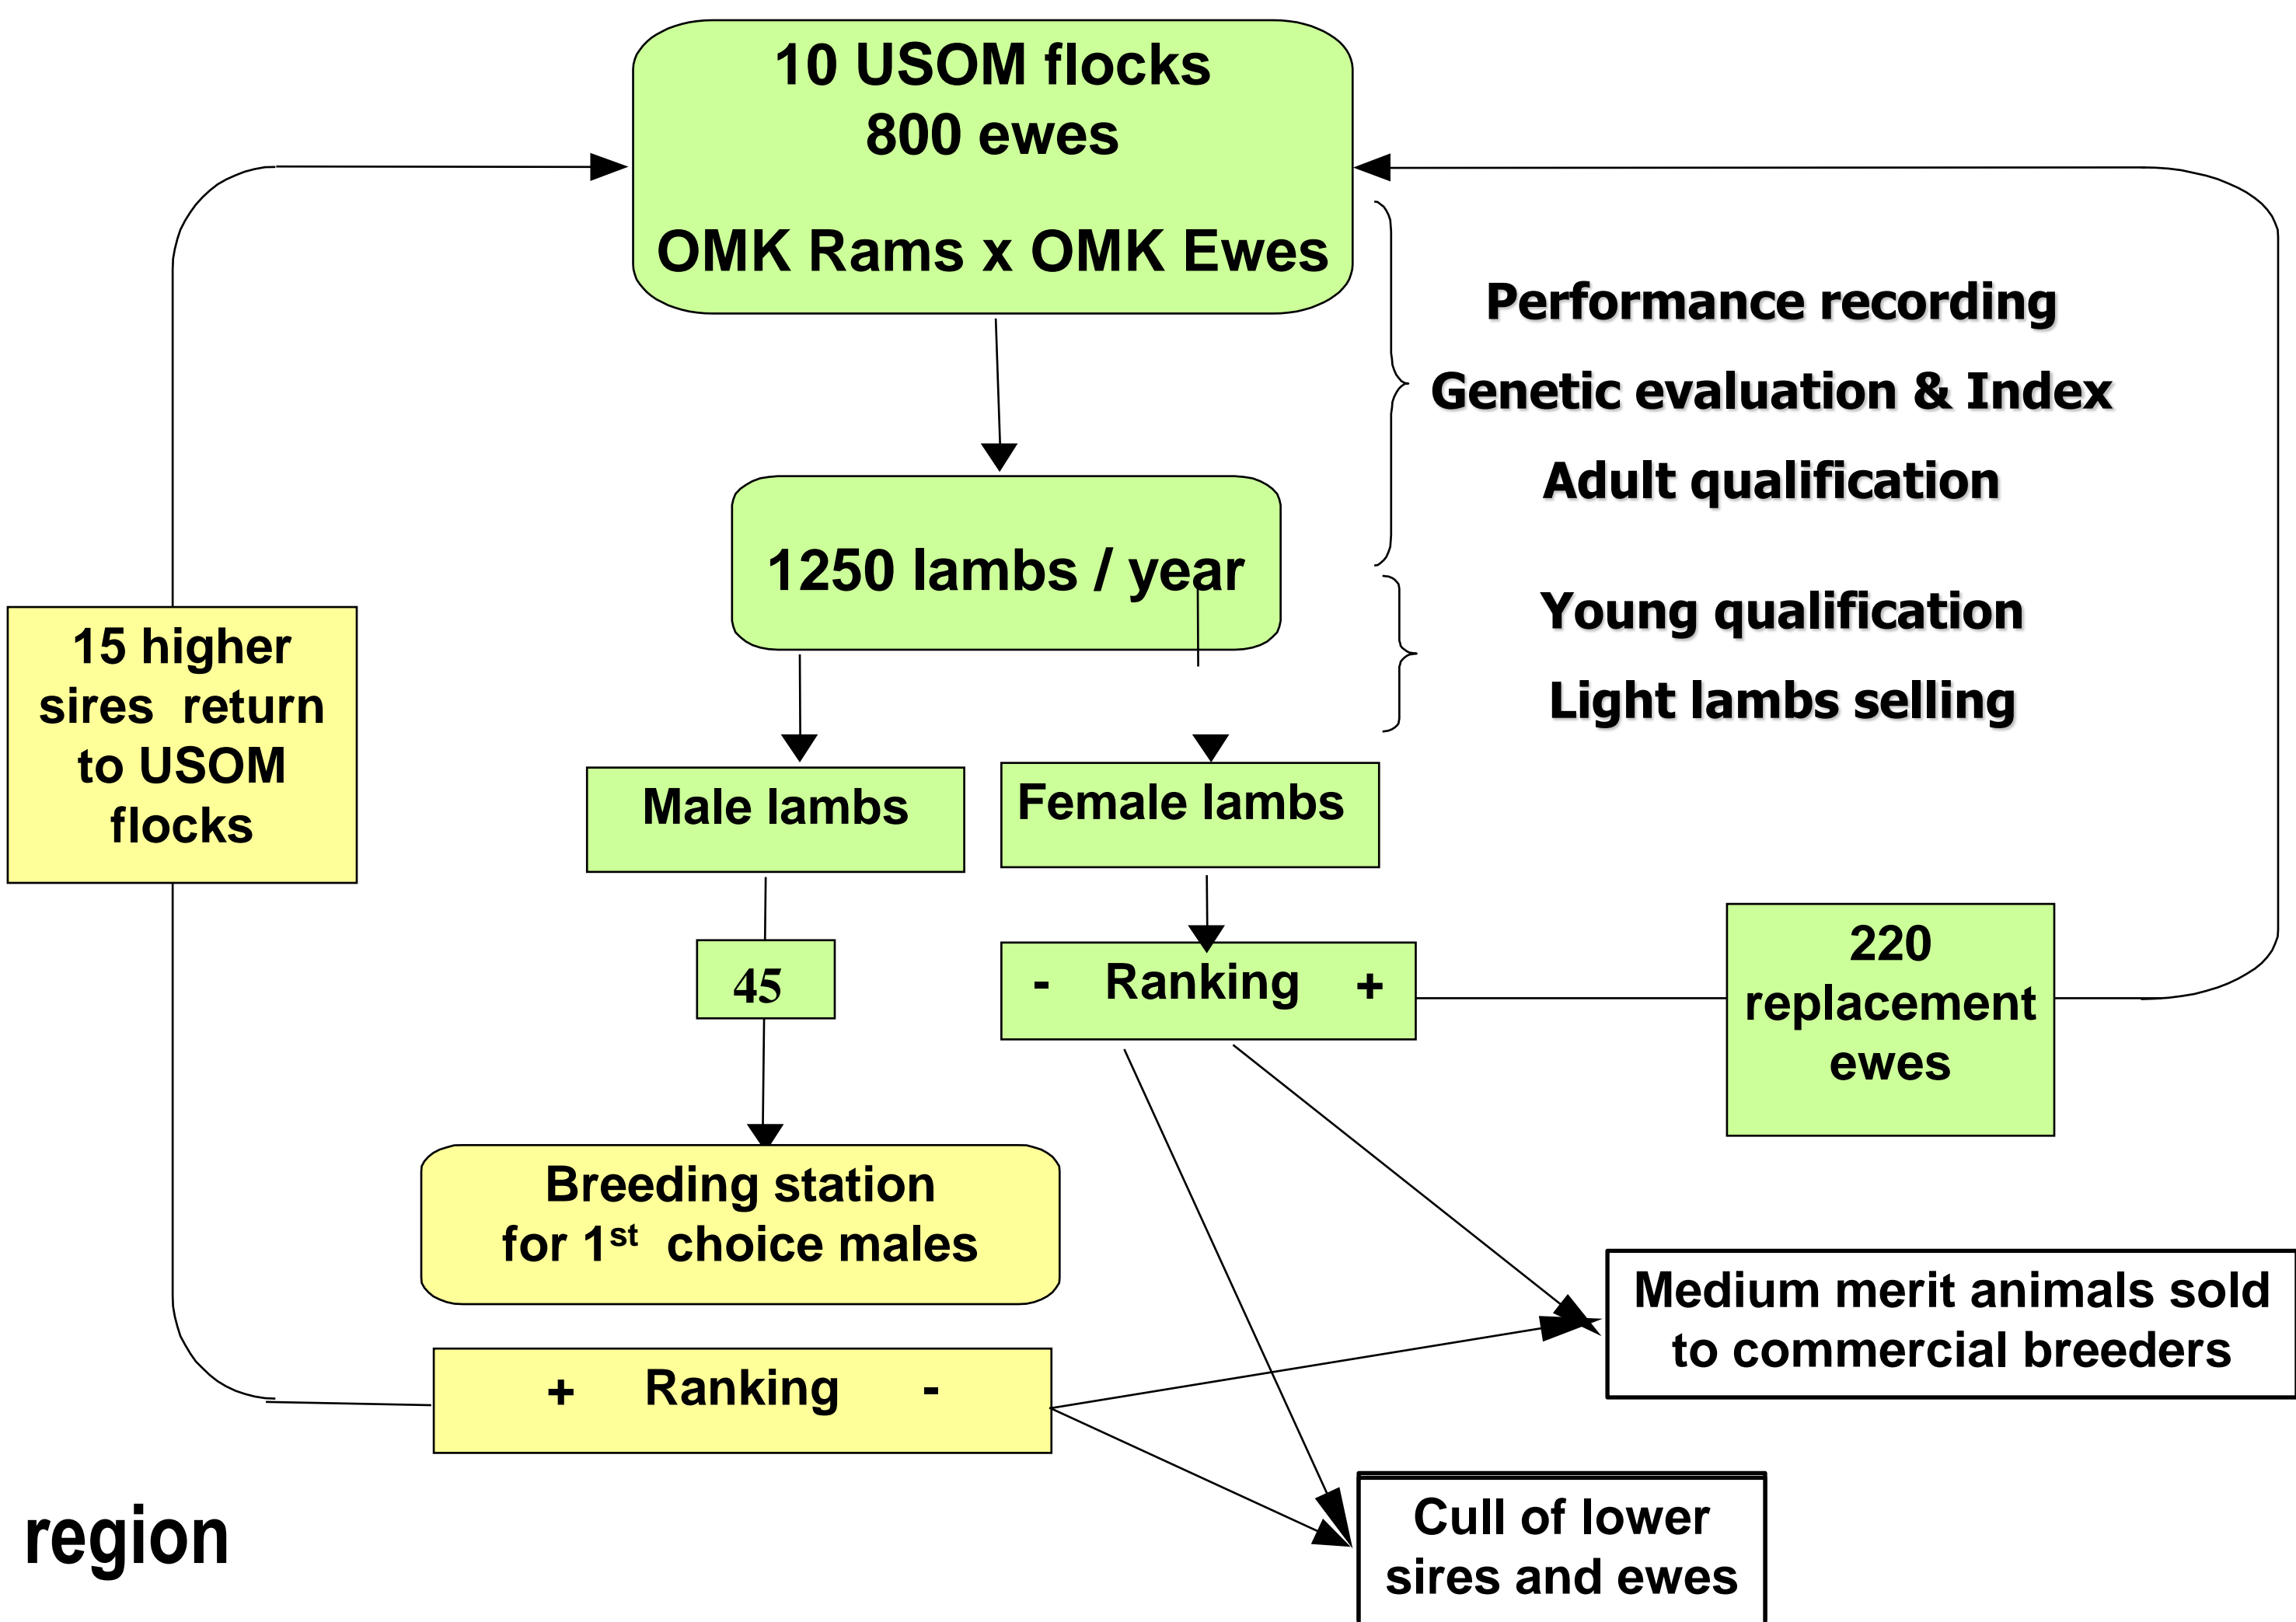 10 USOM flocks
800 ewes
OMK Rams x OMK Ewes
Performance recording
Genetic evaluation & Index
Adult qualification
1250 lambs / year
Young qualification
Light lambs selling
15 higher
sires return
to USOM
flocks
Male lambs
Female lambs
45
- Ranking +
220
replacement
ewes
Breeding station
for 1st choice males
Medium merit animals sold
to commercial breeders
+ Ranking -
Cull of lower
sires and ewes
region